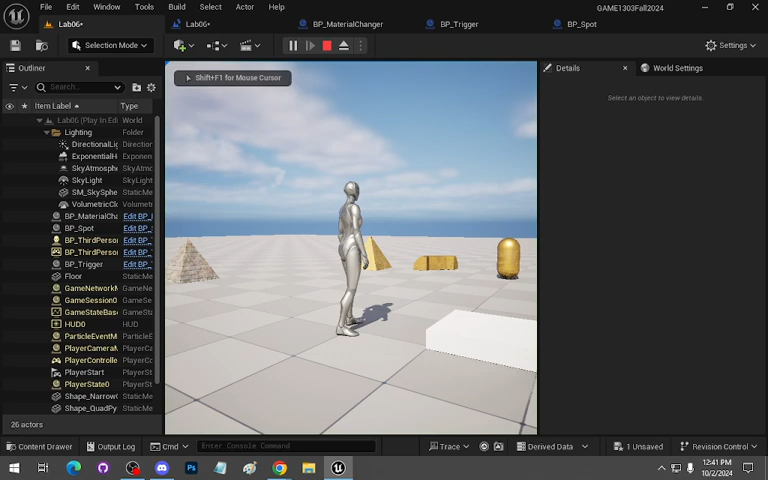 File Edit Window Tools Build Select Actor Help GAME1303Fall2024
Lab06* Lab06* BP_MaterialChanger BP_Trigger BP_Spot
Selection Mode Settings
Outliner Details World Settings
Shift+F1 for Mouse Cursor
Search...
Select an object to view details.
Item Label Type
Lab06 (Play In Edi World
Lighting Folder
DirectionalLig Direction
ExponentialH Exponen
SkyAtmosphe SkyAtmo
SkyLight SkyLight
SM_SkySphe StaticMe
VolumetricClo Volumetr
BP_MaterialCha Edit BP_
BP_Spot Edit BP_
BP_ThirdPerson Edit BP_
BP_ThirdPerso Edit BP_
BP_Trigger Edit BP_
Floor StaticMe
GameNetworkM GameNe
GameSession0 GameSe
GameStateBase GameSta
HUD0 HUD
ParticleEventM ParticleE
PlayerCameraM PlayerCa
PlayerControlle PlayerCo
PlayerStart PlayerSt
PlayerState0 PlayerSt
Shape_Narrow StaticMe
Shape_QuadPy StaticMe
26 actors
Content Drawer Output Log Cmd Enter Console Command Trace Derived Data 1 Unsaved Revision Control
12:41 PM
10/2/2024